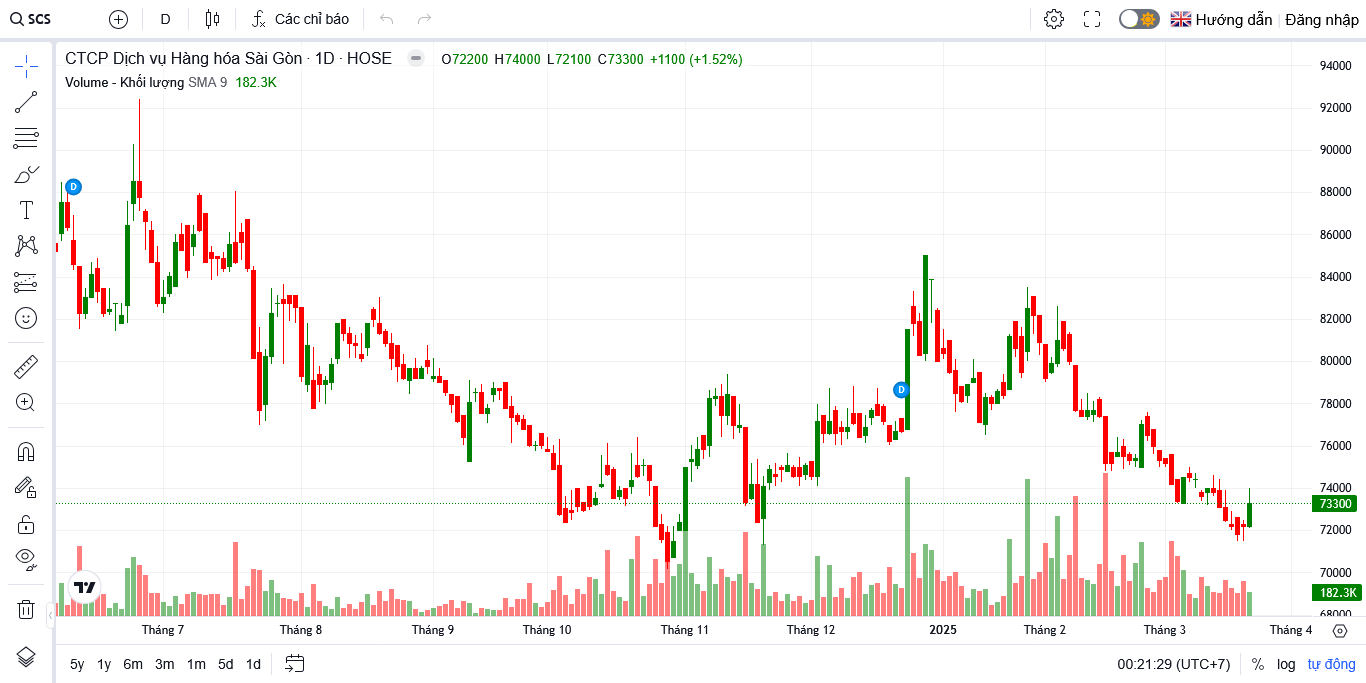 SCS D Các chỉ báo Hướng dẫn Đăng nhập
CTCP Dịch vụ Hàng hóa Sài Gòn · 1D · HOSE O72200 H74000 L72100 C73300 +1100 (+1.52%)
Volume - Khối lượng SMA 9 182.3K
94000
92000
90000
88000
86000
84000
82000
80000
78000
76000
74000
73300
72000
70000
182.3K
68000
D
D
Tháng 7 Tháng 8 Tháng 9 Tháng 10 Tháng 11 Tháng 12 2025 Tháng 2 Tháng 3 Tháng 4
5y 1y 6m 3m 1m 5d 1d 00:21:29 (UTC+7) % log tự động